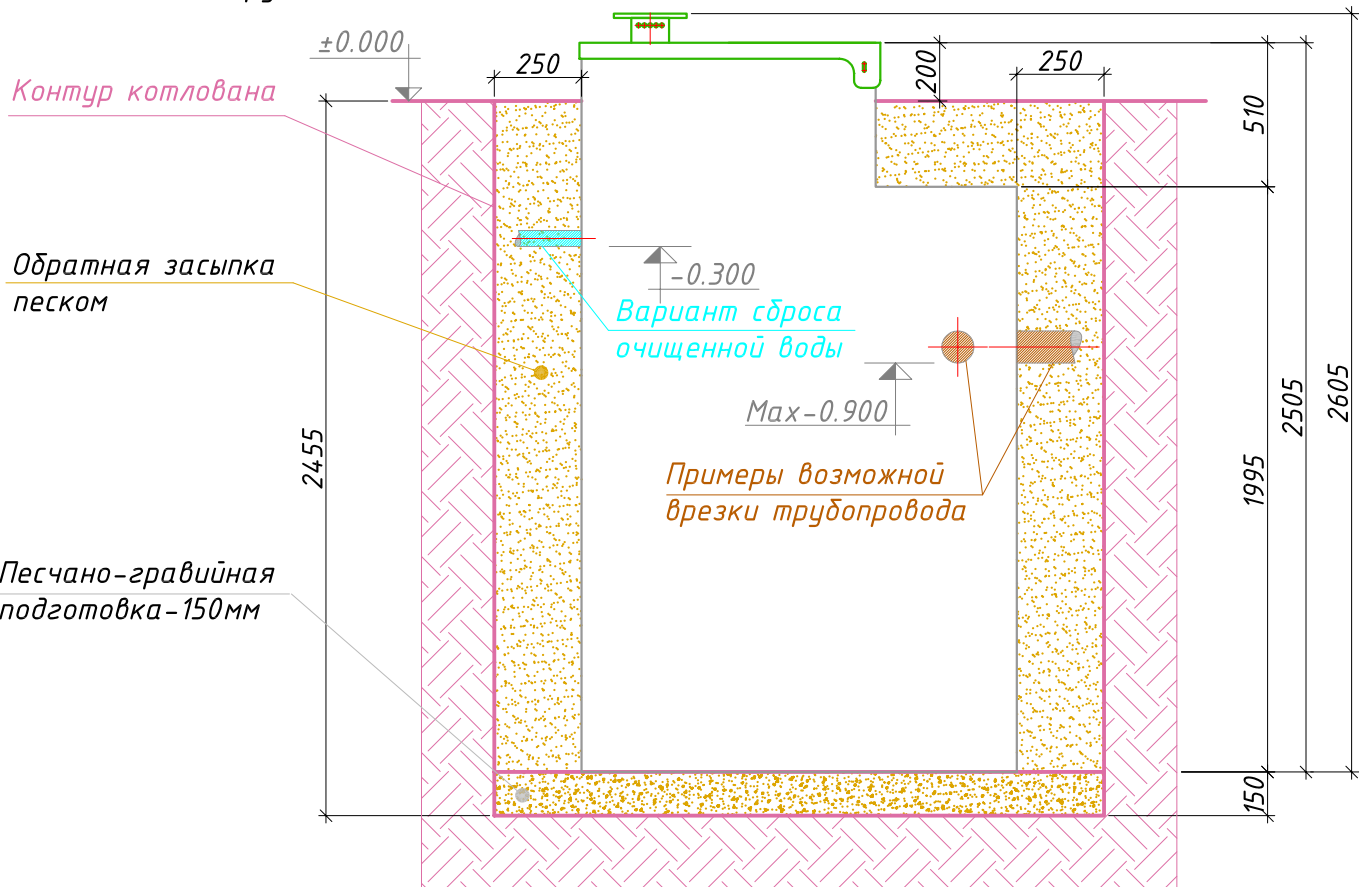 ±0.000
250
200
250
Контур котлована
510
Обратная засыпка
песком
-0.300
Вариант сброса
очищенной воды
Max-0.900
2605
2505
2455
1995
Примеры возможной
врезки трубопровода
Песчано-гравийная
подготовка-150мм
150